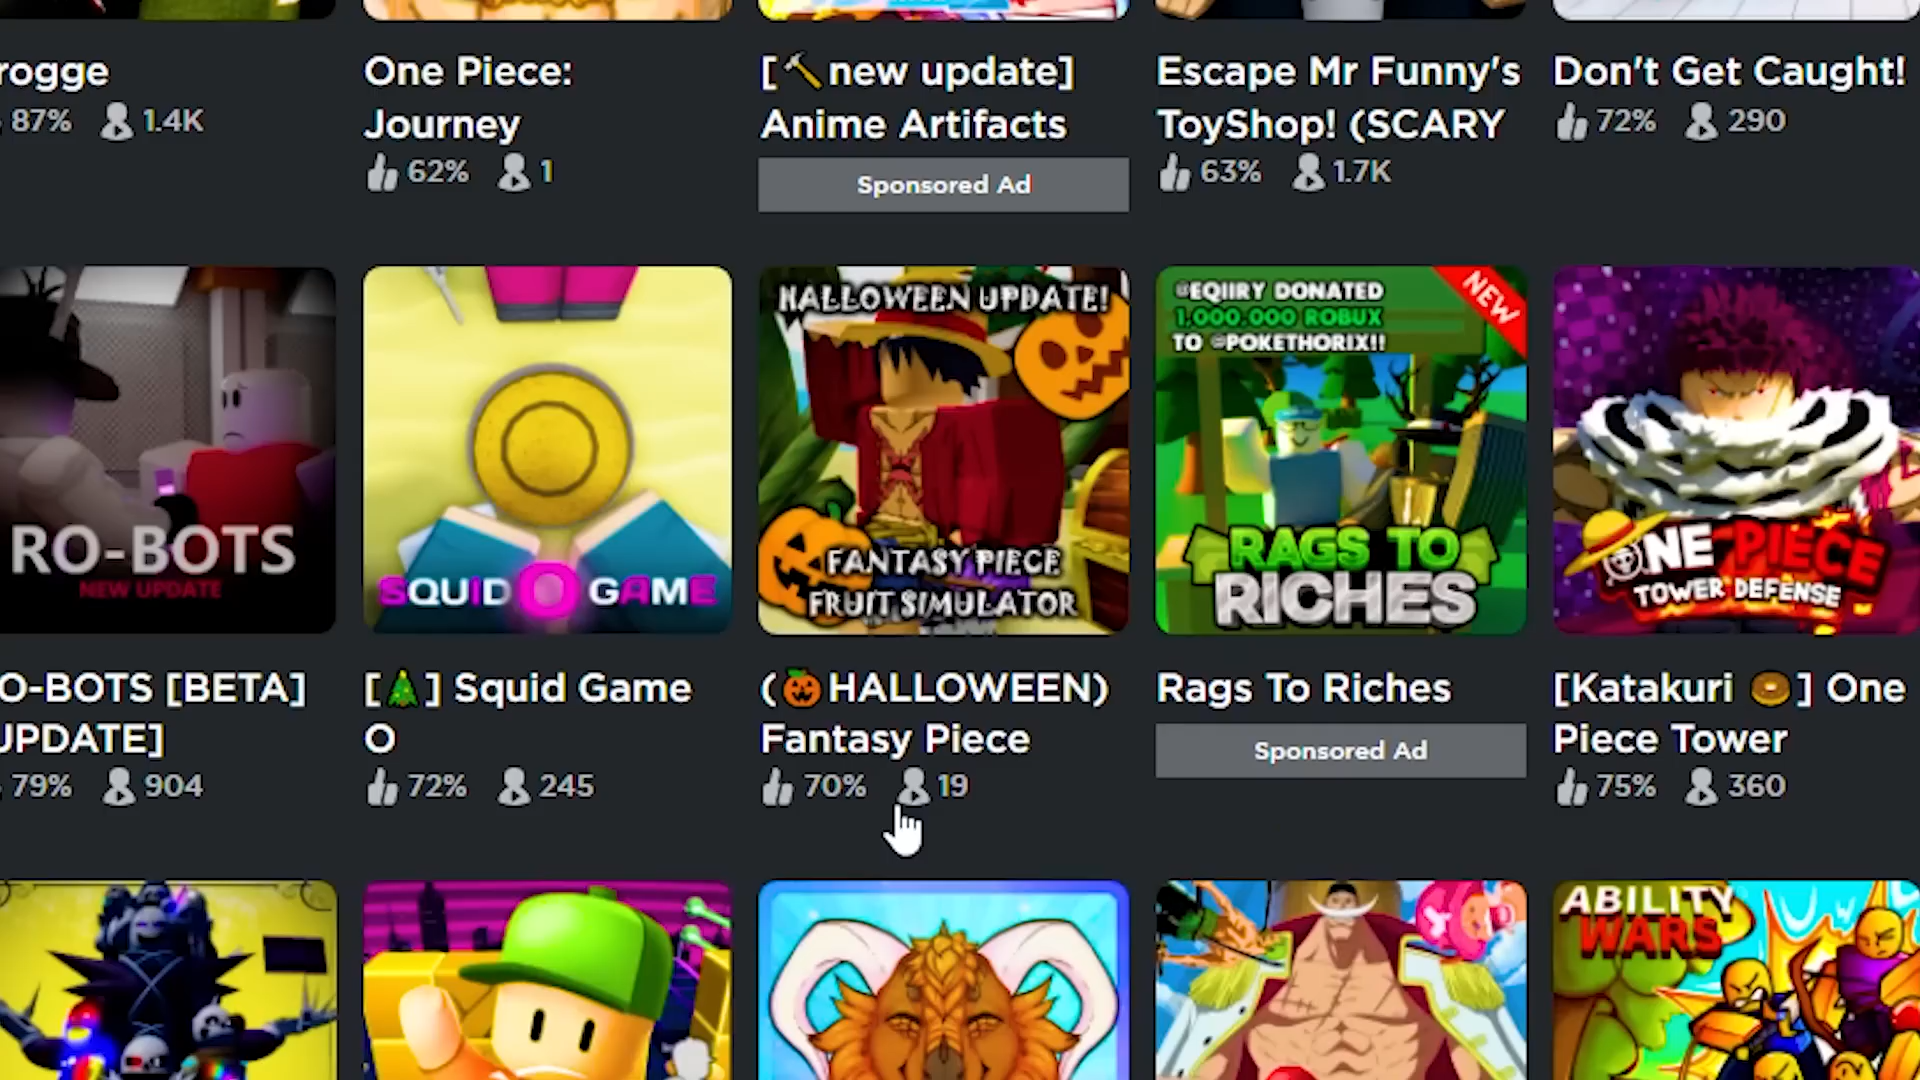 rogge
87% 1.4K
One Piece:
Journey
62% 1
[🔨new update]
Anime Artifacts
Sponsored Ad
Escape Mr Funny's
ToyShop! (SCARY
63% 1.7K
Don't Get Caught!
72% 290
RO-BOTS
NEW UPDATE
SQUID O GAME
HALLOWEEN UPDATE!
FANTASY PIECE
FRUIT SIMULATOR
@EQIIRY DONATED
1.000.000 ROBUX
TO @POKETHORIX!!
NEW
RAGS TO
RICHES
ONE PIECE
TOWER DEFENSE
O-BOTS [BETA]
UPDATE]
79% 904
[🎄] Squid Game
O
72% 245
(🎃HALLOWEEN)
Fantasy Piece
70% 19
Rags To Riches
Sponsored Ad
[Katakuri 🍩] One
Piece Tower
75% 360
ABILITY
WARS